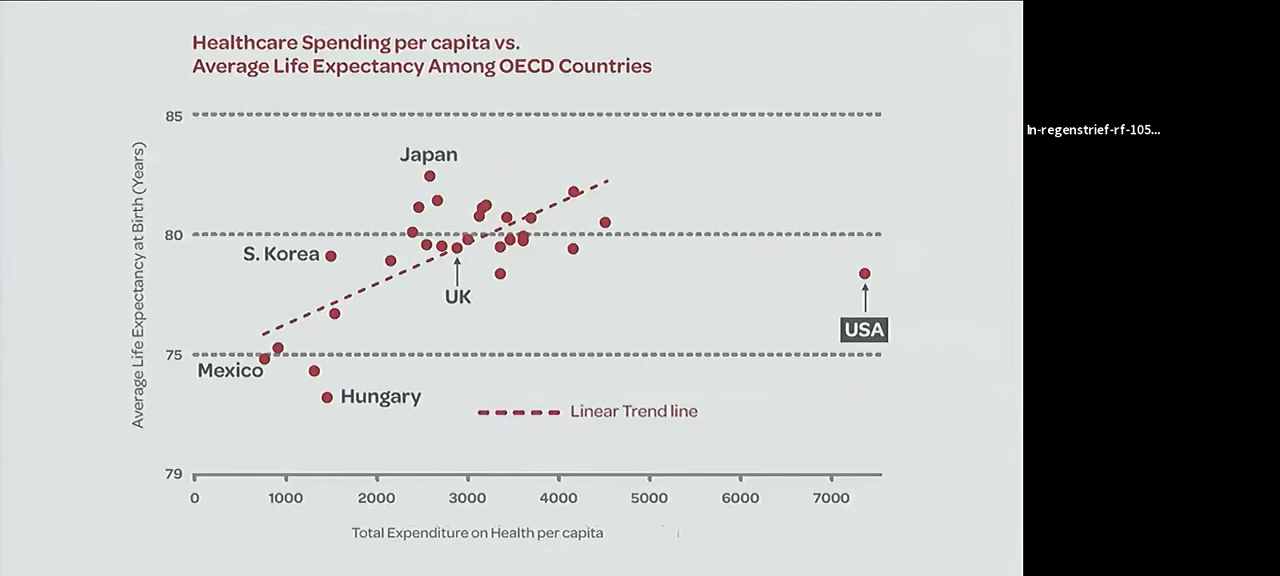 Healthcare Spending per capita vs.
Average Life Expectancy Among OECD Countries
Average Life Expectancy at Birth (Years)
85
80
75
79
Japan
S. Korea
UK
USA
Mexico
Hungary
Linear Trend line
0 1000 2000 3000 4000 5000 6000 7000
Total Expenditure on Health per capita
in-regenstrief-rf-105...